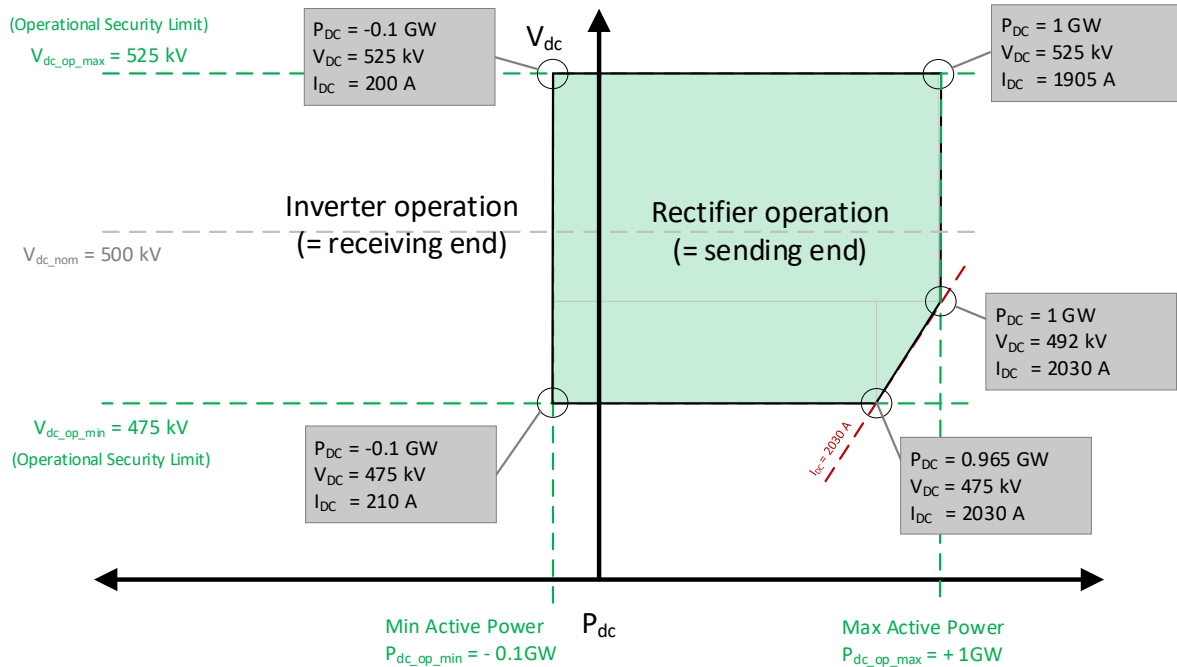 (Operational Security Limit)
V_dc_op_max = 525 kV
P_DC = -0.1 GW
V_DC = 525 kV
I_DC = 200 A
V_dc
P_DC = 1 GW
V_DC = 525 kV
I_DC = 1905 A
Inverter operation
(= receiving end)
Rectifier operation
(= sending end)
V_dc_nom = 500 kV
P_DC = 1 GW
V_DC = 492 kV
I_DC = 2030 A
V_dc_op_min = 475 kV
(Operational Security Limit)
P_DC = -0.1 GW
V_DC = 475 kV
I_DC = 210 A
I_DC = 2030 A
P_DC = 0.965 GW
V_DC = 475 kV
I_DC = 2030 A
Min Active Power
P_dc_op_min = - 0.1GW
P_dc
Max Active Power
P_dc_op_max = + 1GW